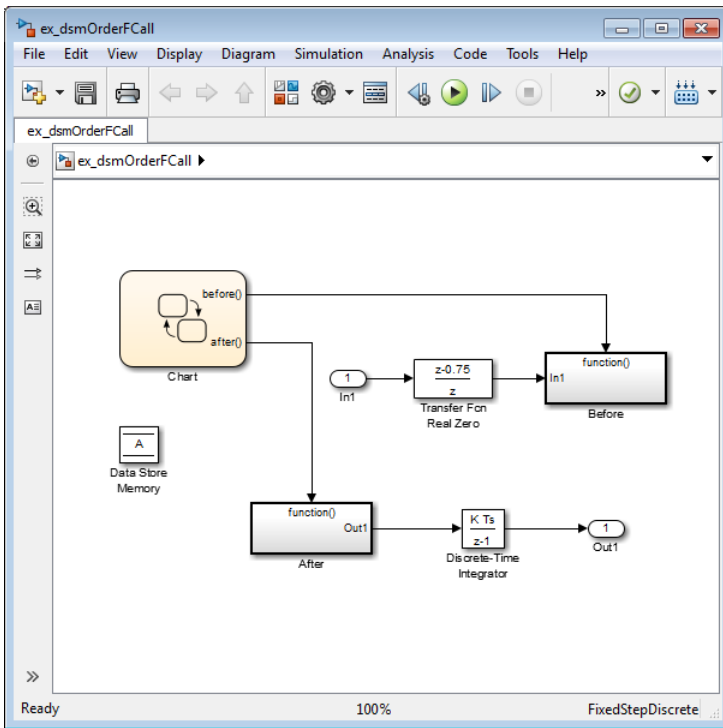 ex_dsmOrderFCall
File Edit View Display Diagram Simulation Analysis Code Tools Help
»
ex_dsmOrderFCall
ex_dsmOrderFCall
before()
after()
Chart
function()
In1
Before
1
In1
z-0.75
z
Transfer Fcn
Real Zero
A
Data Store
Memory
function()
Out1
After
K Ts
z-1
Discrete-Time
Integrator
1
Out1
»
Ready 100% FixedStepDiscrete